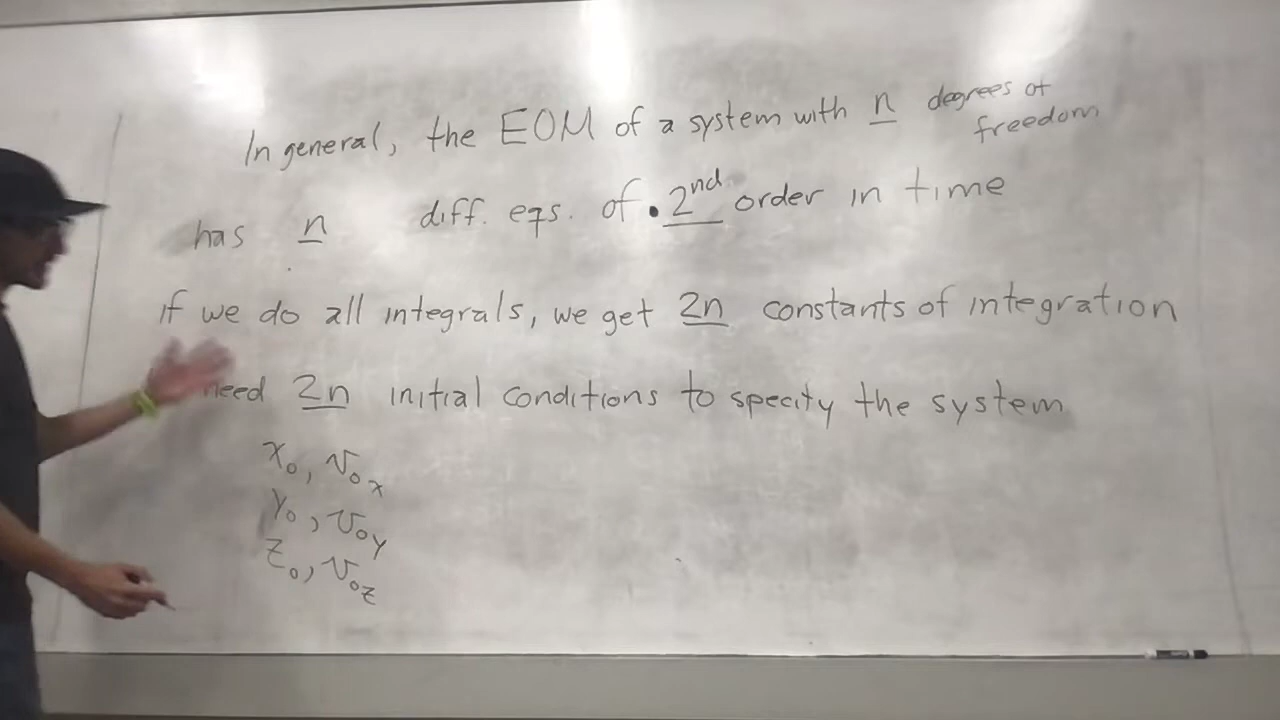 In general, the EOM of a system with n degrees of
freedom
has n diff. eqs. of • 2nd order in time
if we do all integrals, we get 2n constants of integration
need 2n initial conditions to specify the system
x₀, v₀ₓ
y₀, v₀y
z₀, v₀z